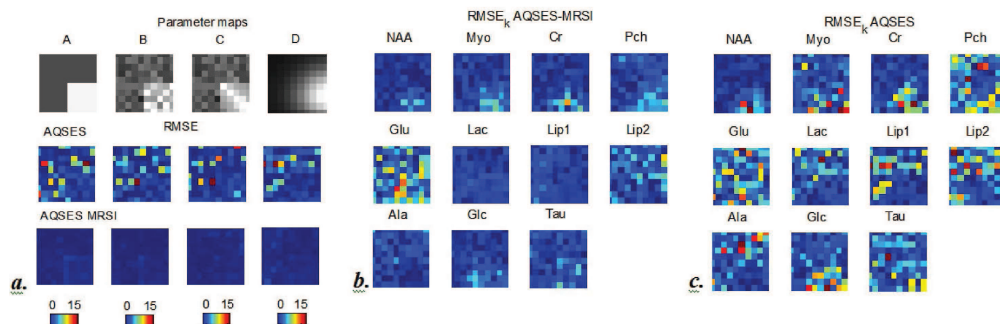 Parameter maps
A B C D
AQSES RMSE
AQSES MRSI
a.
0 15 0 15 0 15 0 15
RMSEk AQSES-MRSI
NAA Myo Cr Pch
Glu Lac Lip1 Lip2
Ala Glc Tau
b.
RMSEk AQSES
NAA Myo Cr Pch
Glu Lac Lip1 Lip2
Ala Glc Tau
c.